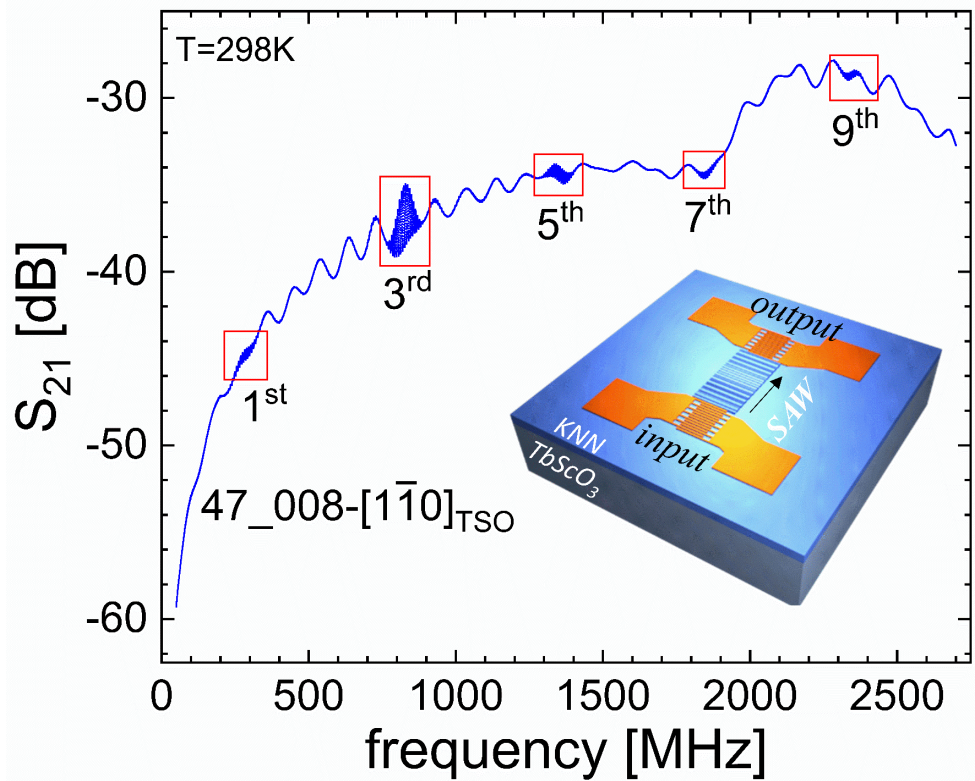 T=298K
S₂₁ [dB]
-30
-40
-50
-60
1ˢᵗ
3ʳᵈ
5ᵗʰ
7ᵗʰ
9ᵗʰ
47_008-[11̄0]TSO
output
SAW
input
KNN
TbScO₃
0 500 1000 1500 2000 2500
frequency [MHz]